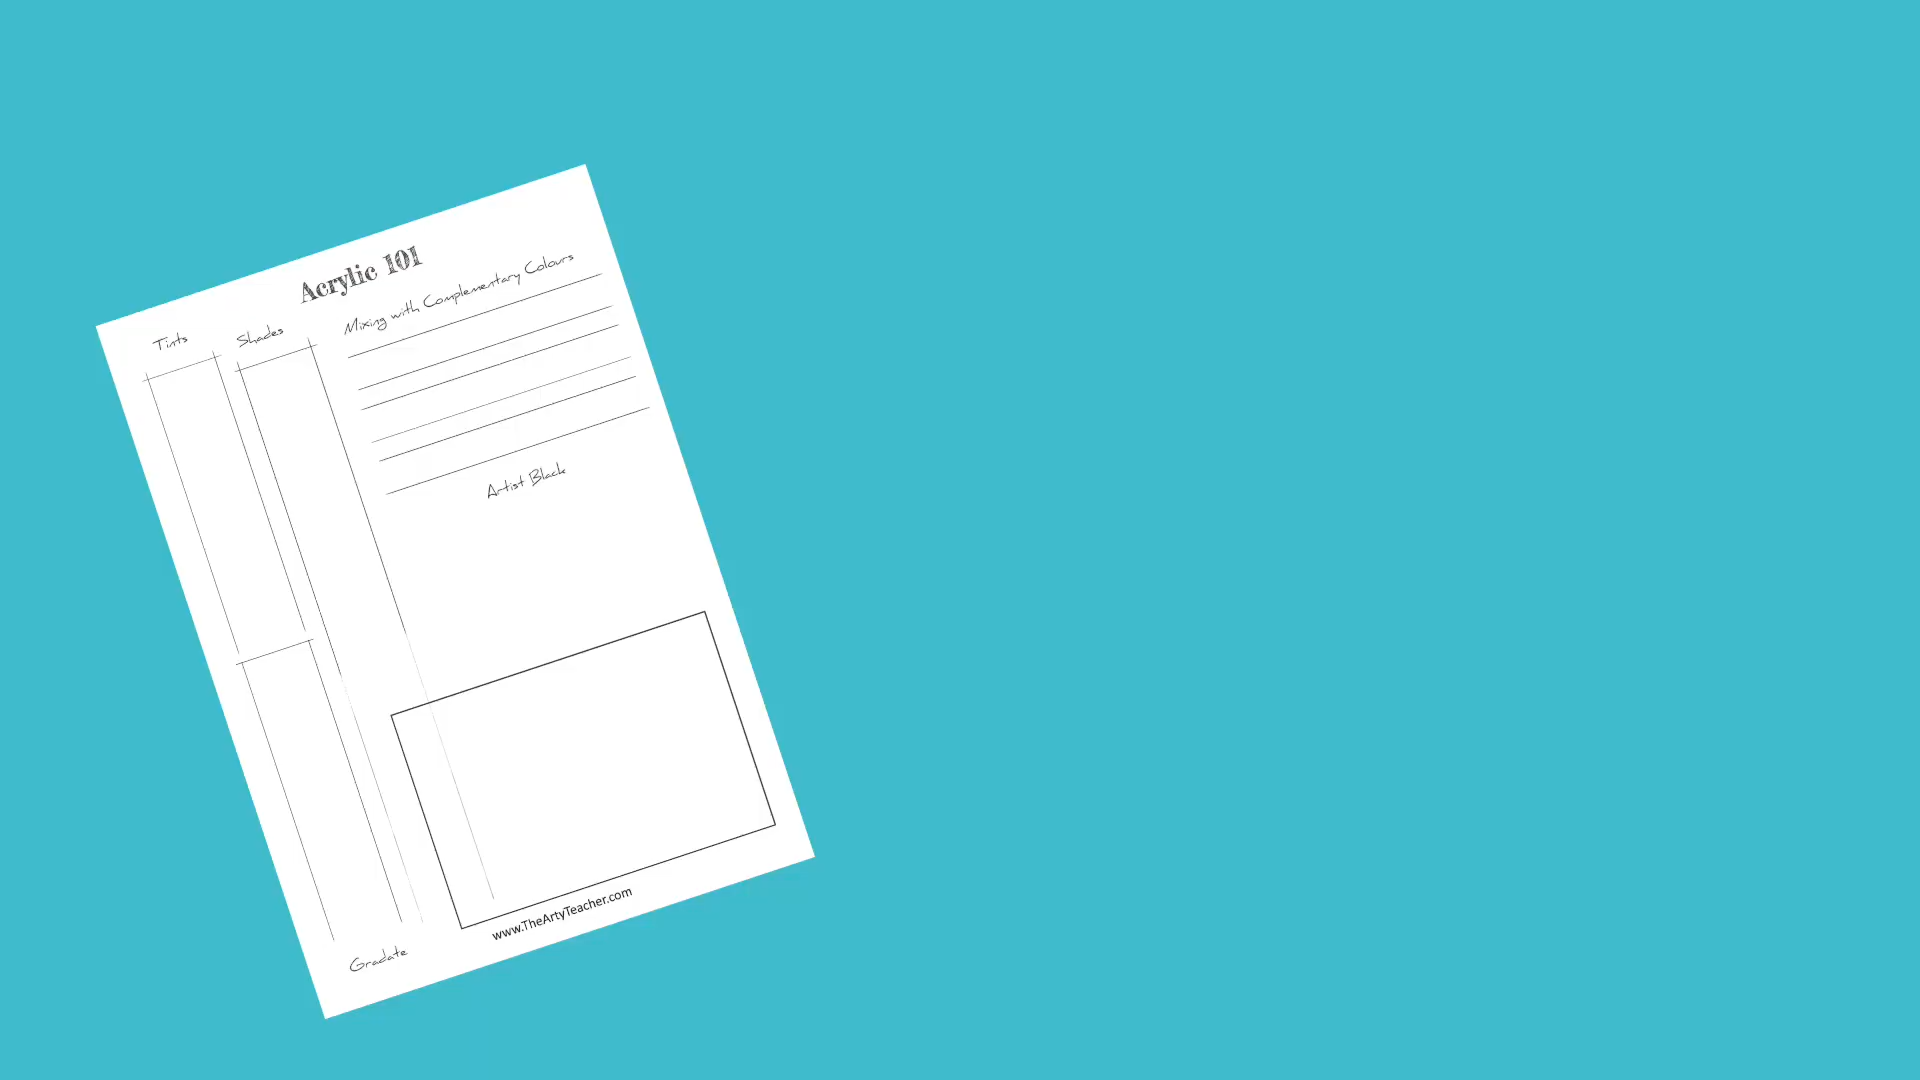 Acrylic 101
Tints
Shades
Mixing with Complementary Colours
Artist Black
Gradate
www.TheArtyTeacher.com